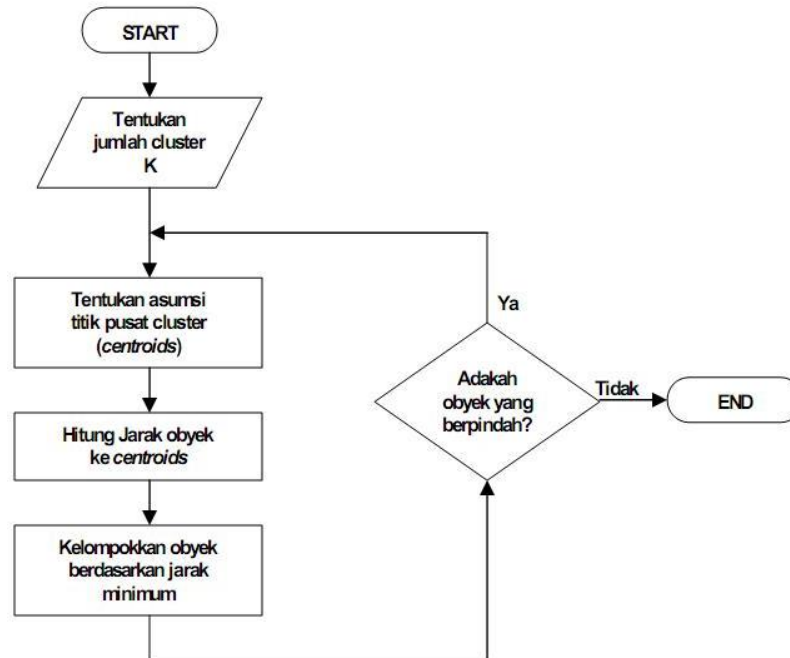 START
Tentukan
jumlah cluster
K
Tentukan asumsi
titik pusat cluster
(centroids)
Hitung Jarak obyek
ke centroids
Kelompokkan obyek
berdasarkan jarak
minimum
Adakah
obyek yang
berpindah?
Ya
Tidak
END